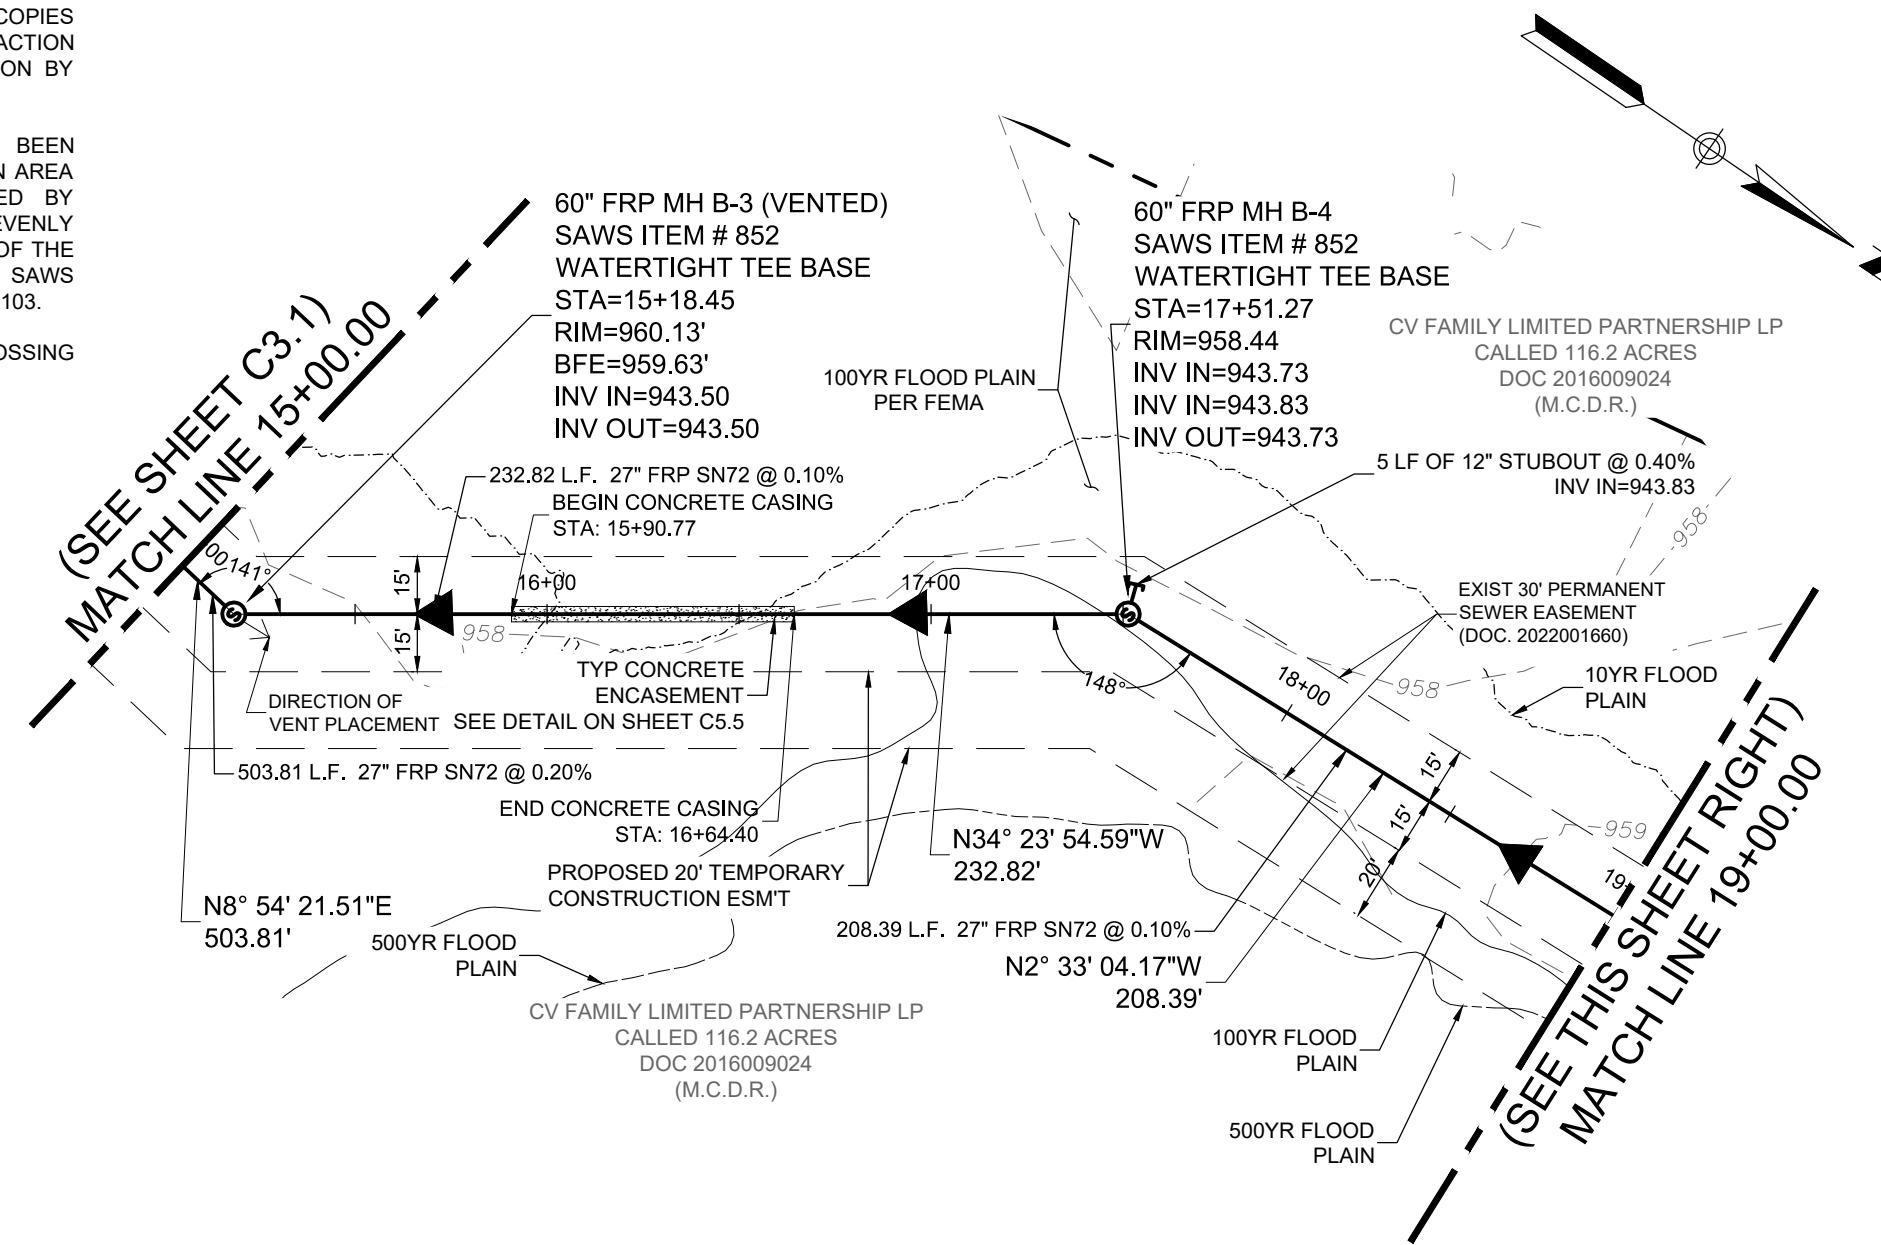 COPIES
ACTION
ON BY
BEEN
N AREA
ED BY
EVENLY
OF THE
SAWS
103.
OSSING
(SEE SHEET C3.1)
MATCH LINE 15+00.00
60" FRP MH B-3 (VENTED)
SAWS ITEM # 852
WATERTIGHT TEE BASE
STA=15+18.45
RIM=960.13'
BFE=959.63'
INV IN=943.50
INV OUT=943.50
60" FRP MH B-4
SAWS ITEM # 852
WATERTIGHT TEE BASE
STA=17+51.27
RIM=958.44
INV IN=943.73
INV IN=943.83
INV OUT=943.73
100YR FLOOD PLAIN
PER FEMA
CV FAMILY LIMITED PARTNERSHIP LP
CALLED 116.2 ACRES
DOC 2016009024
(M.C.D.R.)
5 LF OF 12" STUBOUT @ 0.40%
INV IN=943.83
232.82 L.F. 27" FRP SN72 @ 0.10%
BEGIN CONCRETE CASING
STA: 15+90.77
958
00
141°
15'
16+00
17+00
S
S
15'
958
EXIST 30' PERMANENT
SEWER EASEMENT
(DOC. 2022001660)
TYP CONCRETE
ENCASEMENT
SEE DETAIL ON SHEET C5.5
148°
18+00
958
10YR FLOOD
PLAIN
DIRECTION OF
VENT PLACEMENT
503.81 L.F. 27" FRP SN72 @ 0.20%
END CONCRETE CASING
STA: 16+64.40
15'
15'
20'
959
19
N34° 23' 54.59"W
232.82'
PROPOSED 20' TEMPORARY
CONSTRUCTION ESM'T
N8° 54' 21.51"E
503.81'
500YR FLOOD
PLAIN
208.39 L.F. 27" FRP SN72 @ 0.10%
N2° 33' 04.17"W
208.39'
CV FAMILY LIMITED PARTNERSHIP LP
CALLED 116.2 ACRES
DOC 2016009024
(M.C.D.R.)
100YR FLOOD
PLAIN
500YR FLOOD
PLAIN
(SEE THIS SHEET RIGHT)
MATCH LINE 19+00.00